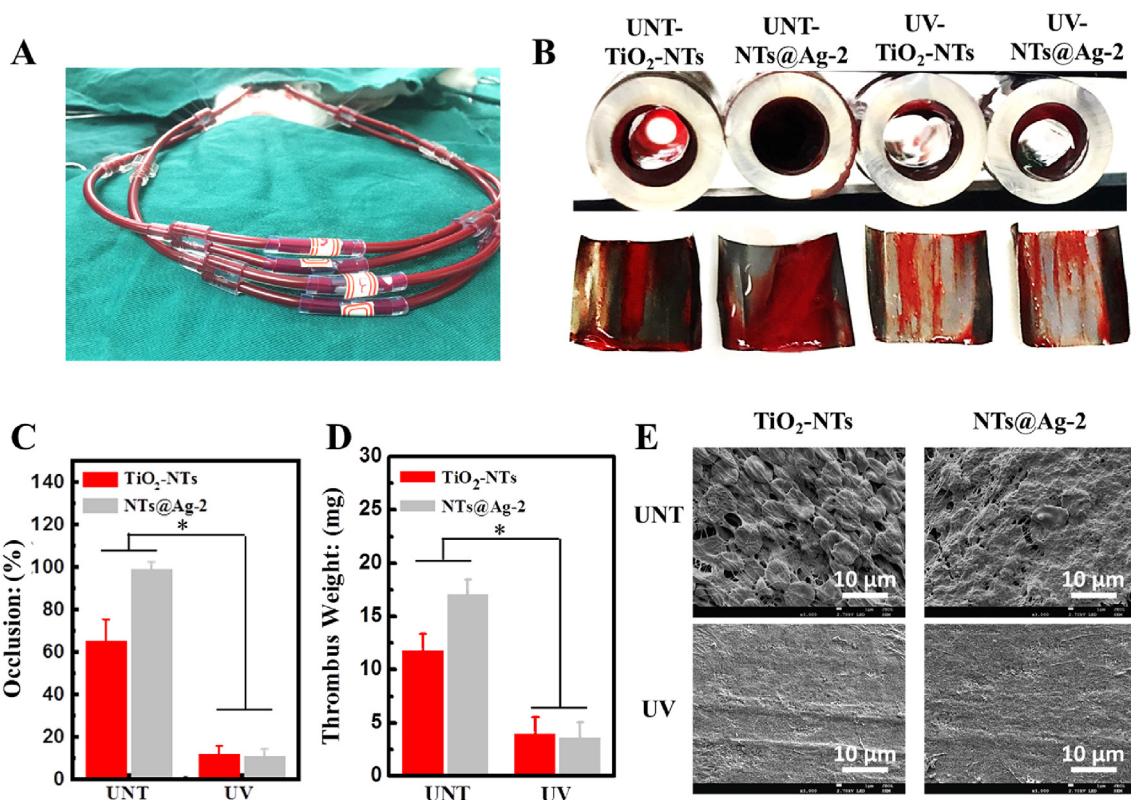 A
B
UNT-
TiO₂-NTs
UNT-
NTs@Ag-2
UV-
TiO₂-NTs
UV-
NTs@Ag-2
C
Occlusion: (%)
140
120
100
80
60
40
20
0
TiO₂-NTs
NTs@Ag-2
*
UNT
UV
D
Thrombus Weight: (mg)
30
25
20
15
10
5
0
TiO₂-NTs
NTs@Ag-2
*
UNT
UV
E
TiO₂-NTs
NTs@Ag-2
UNT
10 µm
10 µm
UV
10 µm
10 µm